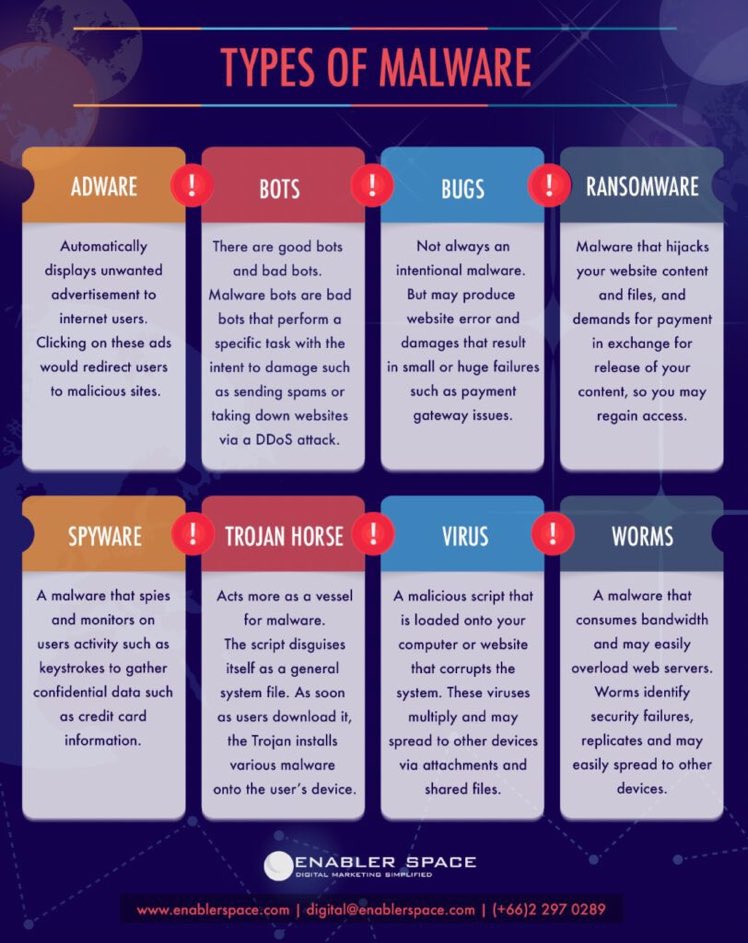 TYPES OF MALWARE
ADWARE
Automatically
displays unwanted
advertisement to
internet users.
Clicking on these ads
would redirect users
to malicious sites.
!
BOTS
There are good bots
and bad bots.
Malware bots are bad
bots that perform a
specific task with the
intent to damage such
as sending spams or
taking down websites
via a DDoS attack.
!
BUGS
Not always an
intentional malware.
But may produce
website error and
damages that result
in small or huge failures
such as payment
gateway issues.
!
RANSOMWARE
Malware that hijacks
your website content
and files, and
demands for payment
in exchange for
release of your
content, so you may
regain access.
SPYWARE
A malware that spies
and monitors on
users activity such as
keystrokes to gather
confidential data such
as credit card
information.
!
TROJAN HORSE
Acts more as a vessel
for malware.
The script disguises
itself as a general
system file. As soon
as users download it,
the Trojan installs
various malware
onto the user's device.
!
VIRUS
A malicious script that
is loaded onto your
computer or website
that corrupts the
system. These viruses
multiply and may
spread to other devices
via attachments and
shared files.
!
WORMS
A malware that
consumes bandwidth
and may easily
overload web servers.
Worms identify
security failures,
replicates and may
easily spread to other
devices.
ENABLER SPACE
DIGITAL MARKETING SIMPLIFIED
www.enablerspace.com | digital@enablerspace.com | (+66)2 297 0289